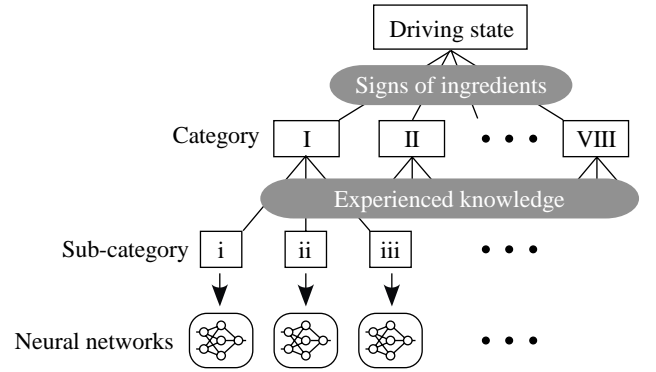 Driving state
Signs of ingredients
Category I II • • • VIII
Experienced knowledge
Sub-category i ii iii • • •
Neural networks • • •